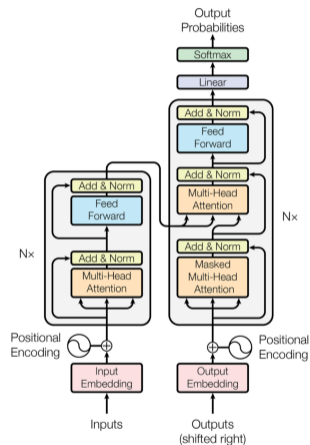 Output
Probabilities
Softmax
Linear
Add & Norm
Feed
Forward
Add & Norm
Multi-Head
Attention
Add & Norm
Masked
Multi-Head
Attention
Nx
Add & Norm
Feed
Forward
Add & Norm
Multi-Head
Attention
Nx
Positional
Encoding
Positional
Encoding
Input
Embedding
Output
Embedding
Inputs
Outputs
(shifted right)